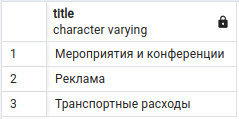 title
character varying
1 Мероприятия и конференции
2 Реклама
3 Транспортные расходы